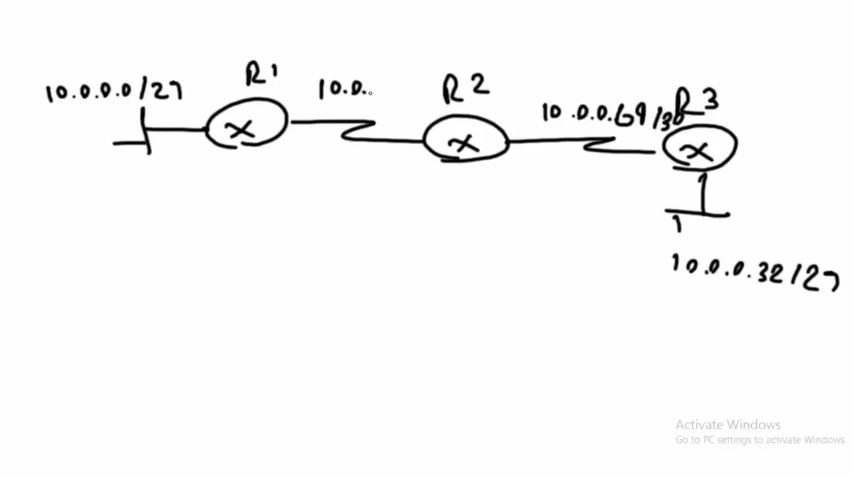 R1
10.0.0.0/27
10.0.
R2
R3
10.0.0.64/30
10.0.0.32/27
Activate Windows
Go to PC settings to activate Windows.